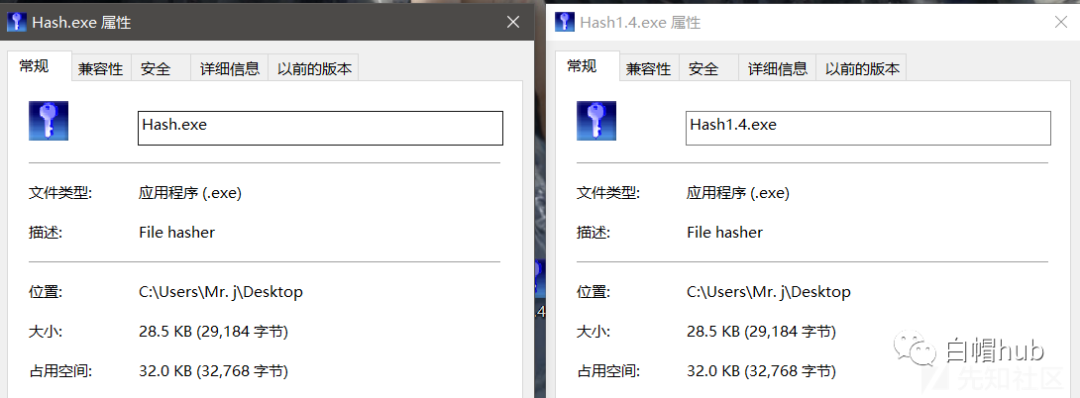 Hash.exe 属性
常规 兼容性 安全 详细信息 以前的版本
Hash.exe
文件类型: 应用程序 (.exe)
描述: File hasher
位置: C:\Users\Mr. j\Desktop
大小: 28.5 KB (29,184 字节)
占用空间: 32.0 KB (32,768 字节)
.4
Hash1.4.exe 属性
常规 兼容性 安全 详细信息 以前的版本
Hash1.4.exe
文件类型: 应用程序 (.exe)
描述: File hasher
位置: C:\Users\Mr. j\Desktop
大小: 28.5 KB (29,184 字节)
占用空间: 32.0 KB (32,768 字节)
白帽hub
先知社区